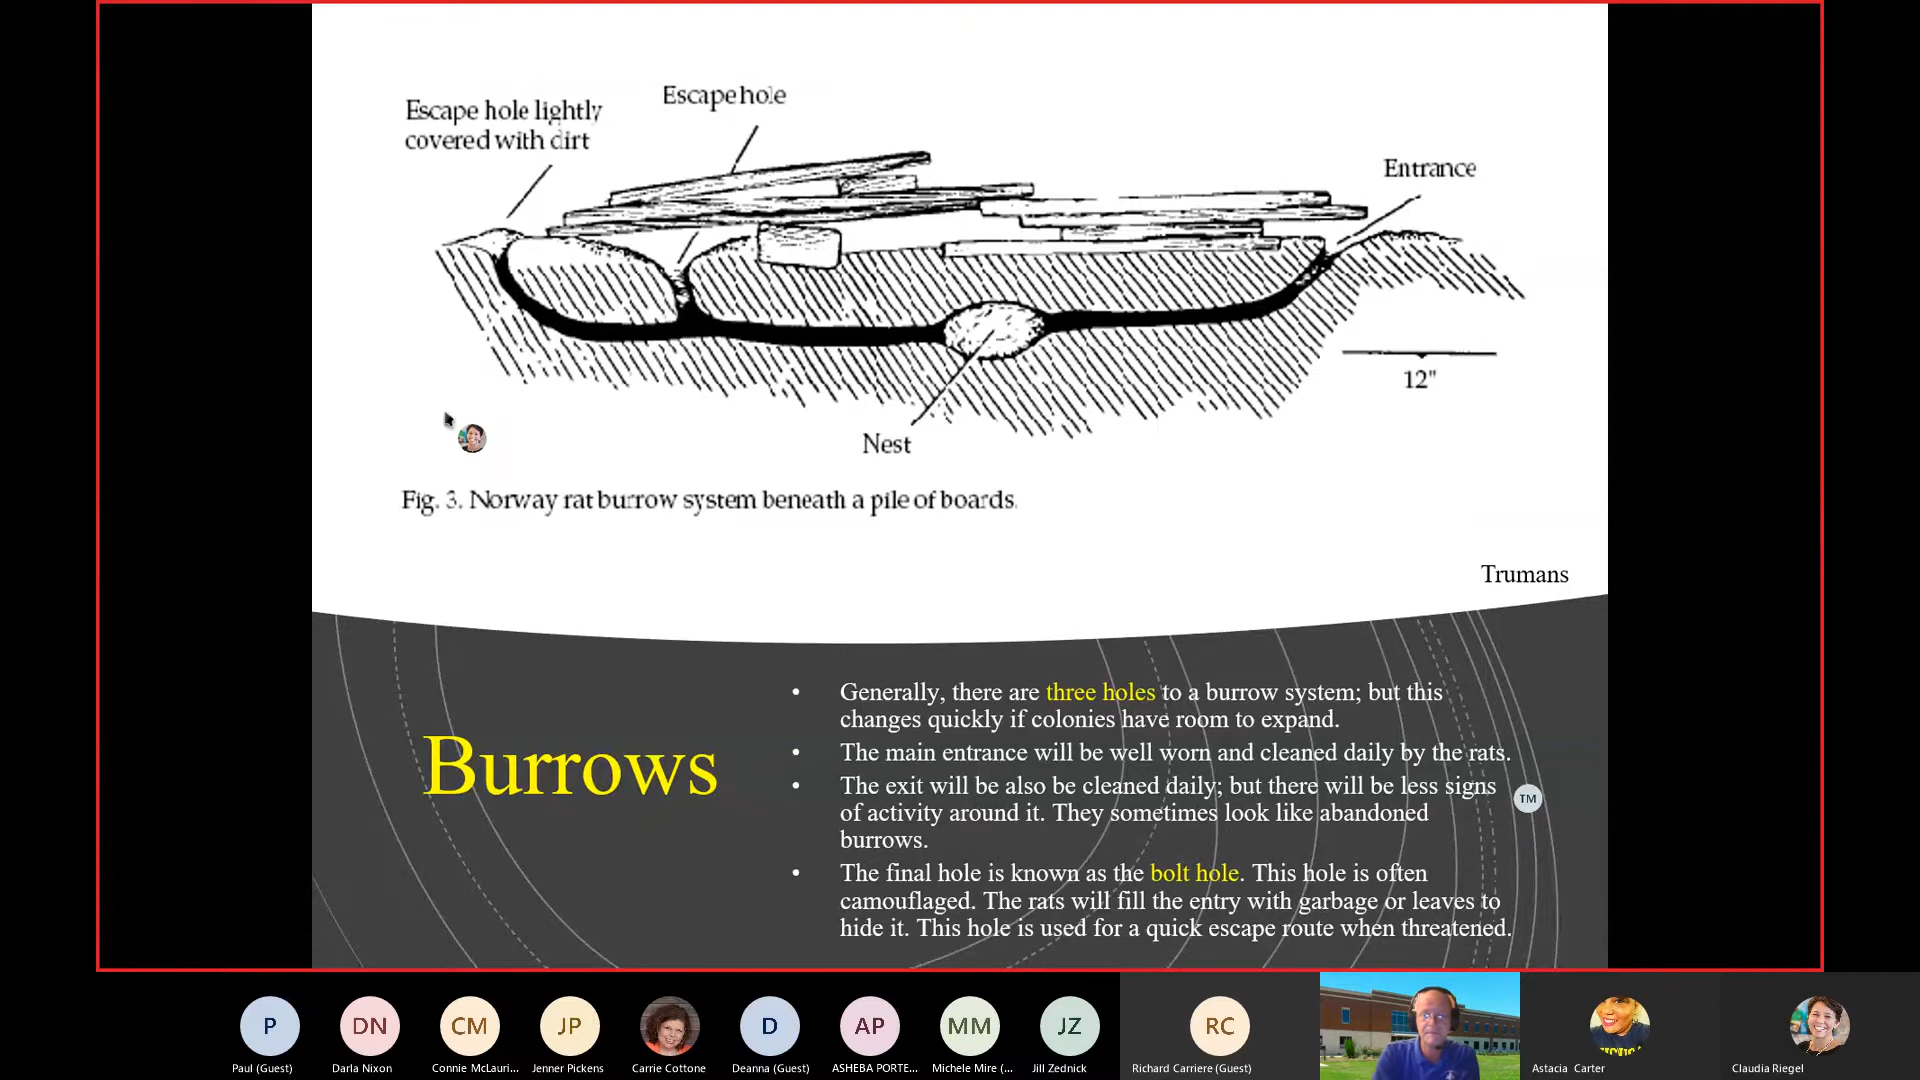 Escape hole lightly
covered with dirt
Escape hole
Entrance
12"
Nest
Fig. 3. Norway rat burrow system beneath a pile of boards.
Trumans
Burrows
• Generally, there are three holes to a burrow system; but this
changes quickly if colonies have room to expand.
• The main entrance will be well worn and cleaned daily by the rats.
• The exit will be also be cleaned daily; but there will be less signs
of activity around it. They sometimes look like abandoned
burrows.
• The final hole is known as the bolt hole. This hole is often
camouflaged. The rats will fill the entry with garbage or leaves to
hide it. This hole is used for a quick escape route when threatened.
TM
P
DN
CM
JP
D
AP
MM
JZ
RC
Paul (Guest)
Darla Nixon
Connie McLauri...
Jenner Pickens
Carrie Cottone
Deanna (Guest)
ASHEBA PORTE...
Michele Mire (...
Jill Zednick
Richard Carriere (Guest)
Astacia Carter
Claudia Riegel